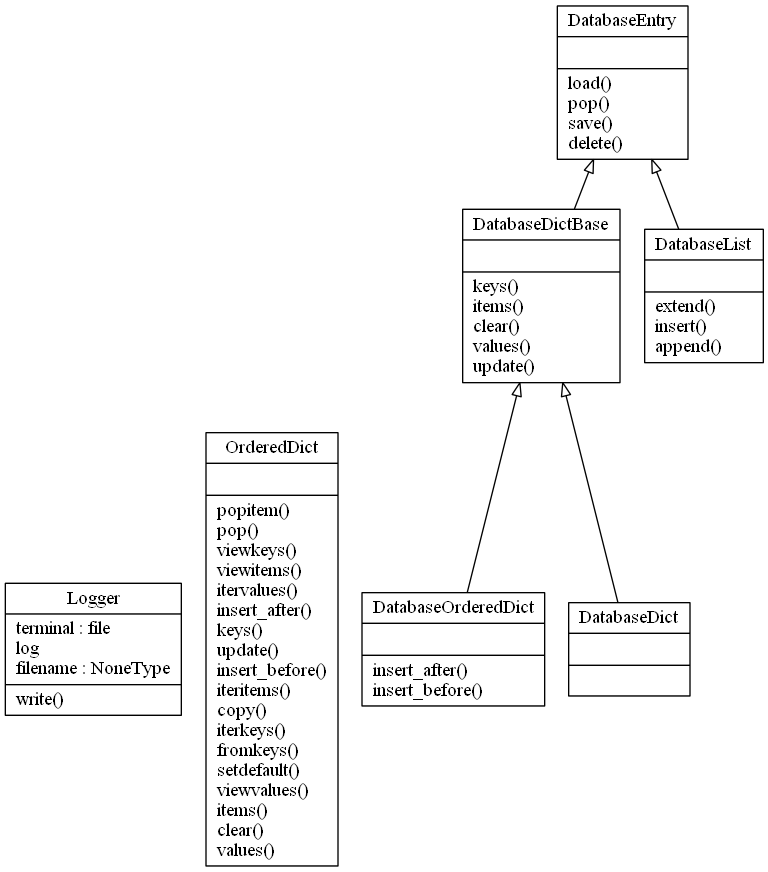 DatabaseEntry
load()
pop()
save()
delete()
DatabaseDictBase
keys()
items()
clear()
values()
update()
DatabaseList
extend()
insert()
append()
OrderedDict
popitem()
pop()
viewkeys()
viewitems()
itervalues()
insert_after()
keys()
update()
insert_before()
iteritems()
copy()
iterkeys()
fromkeys()
setdefault()
viewvalues()
items()
clear()
values()
Logger
terminal : file
log
filename : NoneType
write()
DatabaseOrderedDict
insert_after()
insert_before()
DatabaseDict